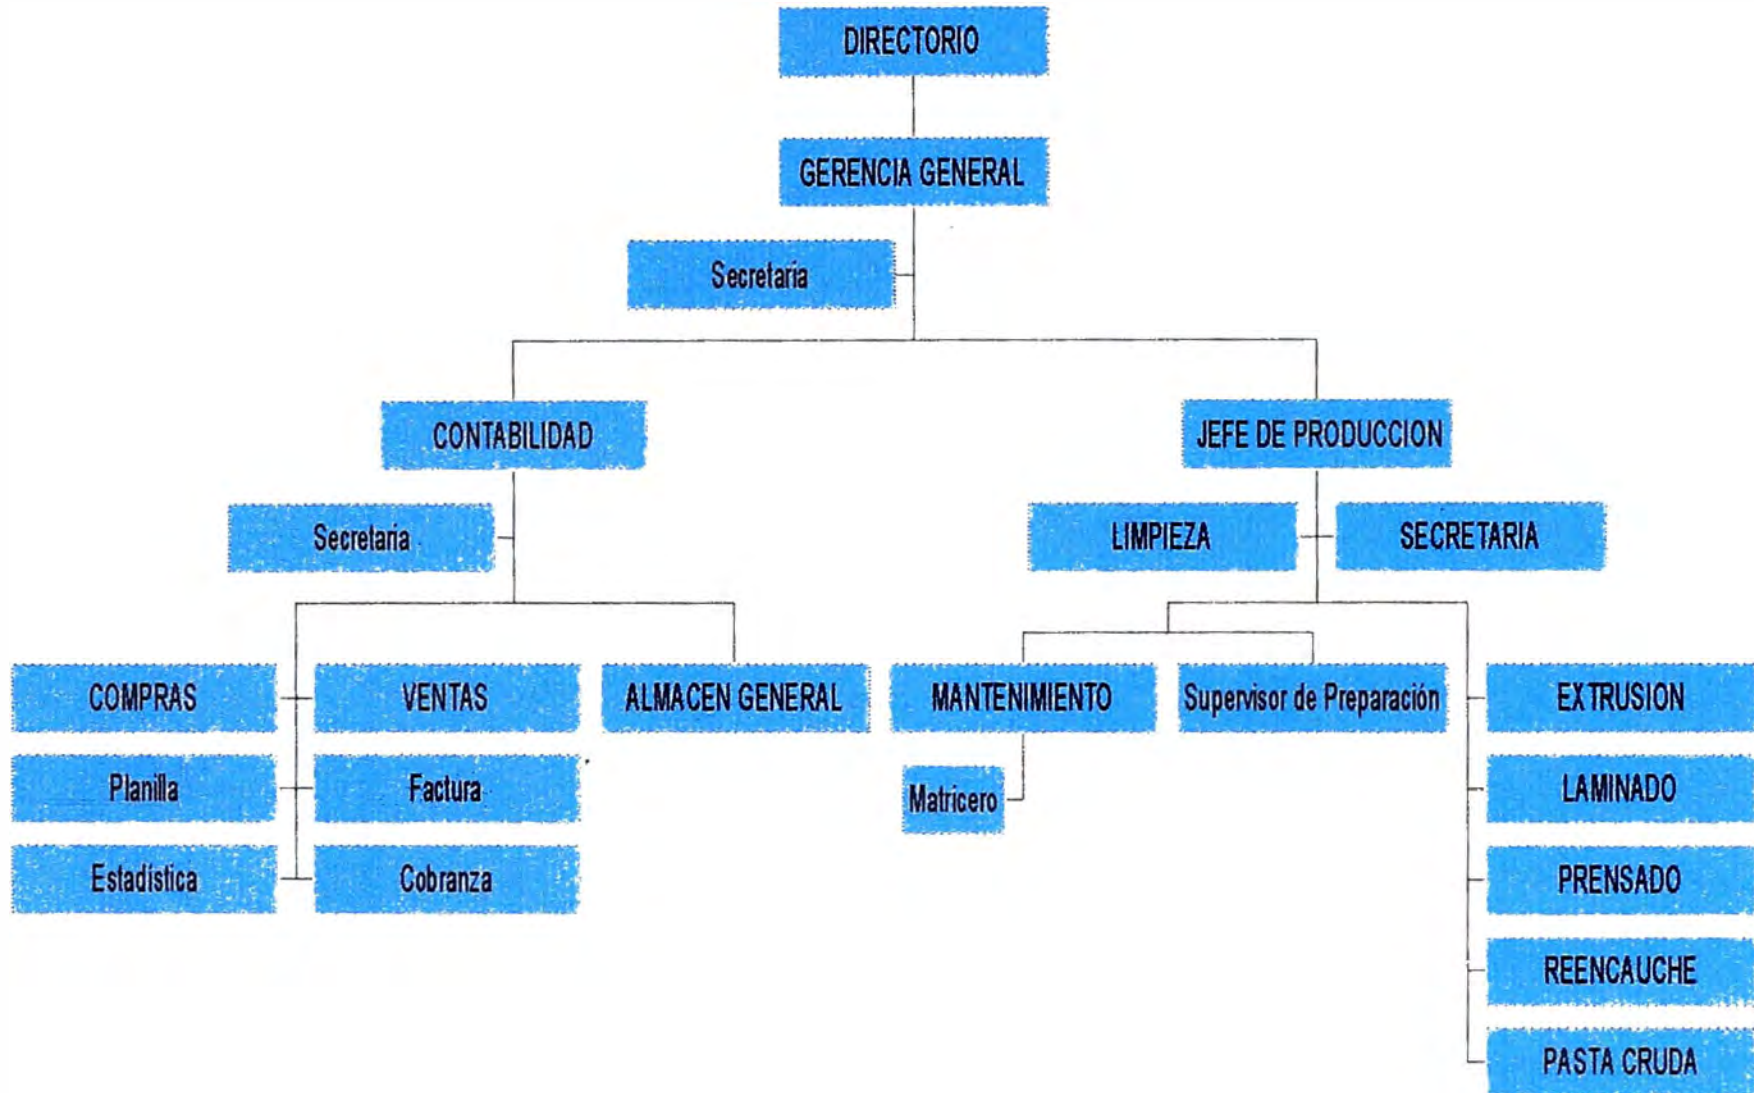 DIRECTORIO
GERENCIA GENERAL
Secretaria
CONTABILIDAD
JEFE DE PRODUCCION
Secretaria
LIMPIEZA
SECRETARIA
COMPRAS
VENTAS
ALMACEN GENERAL
MANTENIMIENTO
Supervisor de Preparación
EXTRUSION
Planilla
Factura
Matricero
LAMINADO
Estadística
Cobranza
PRENSADO
REENCAUCHE
PASTA CRUDA